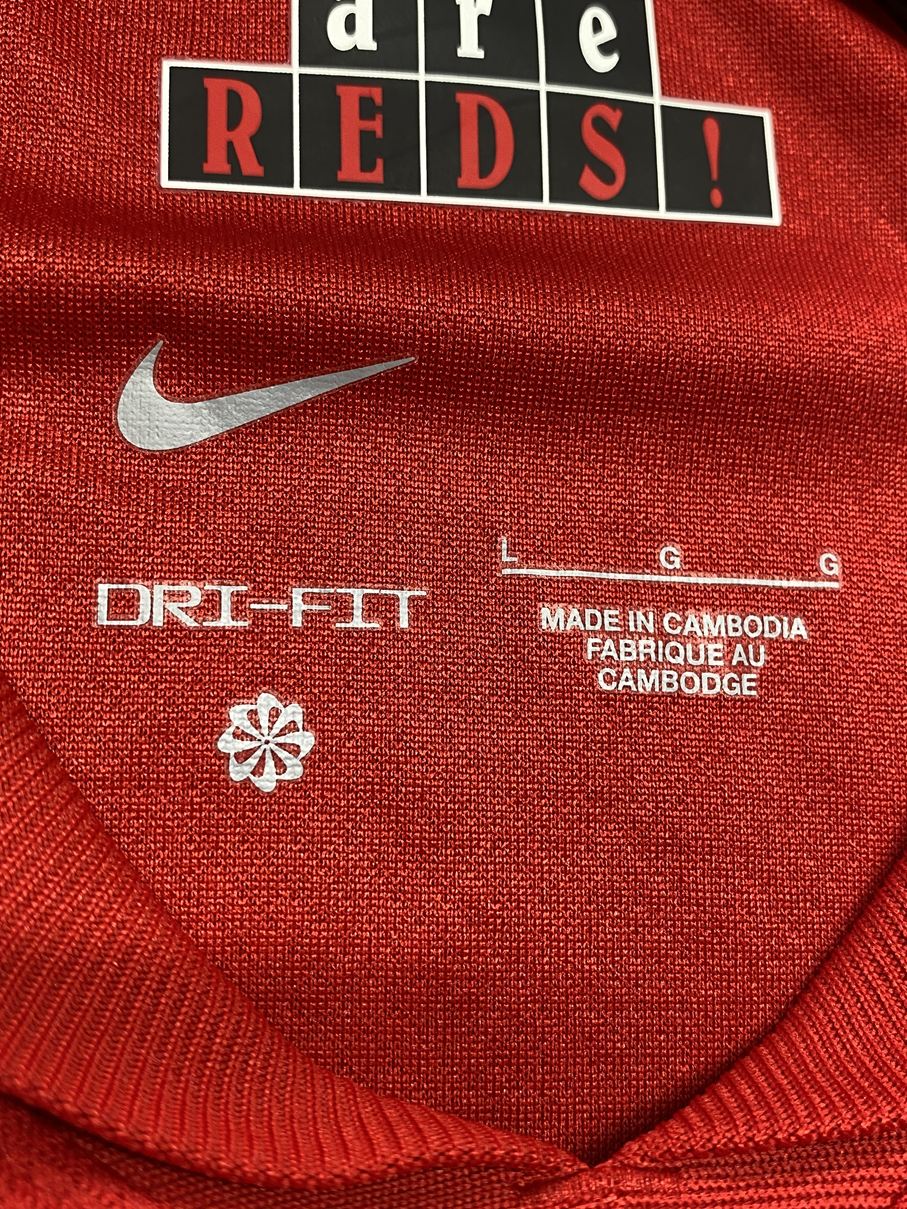 are
REDS!
DRI-FIT
L G G
MADE IN CAMBODIA
FABRIQUE AU
CAMBODGE